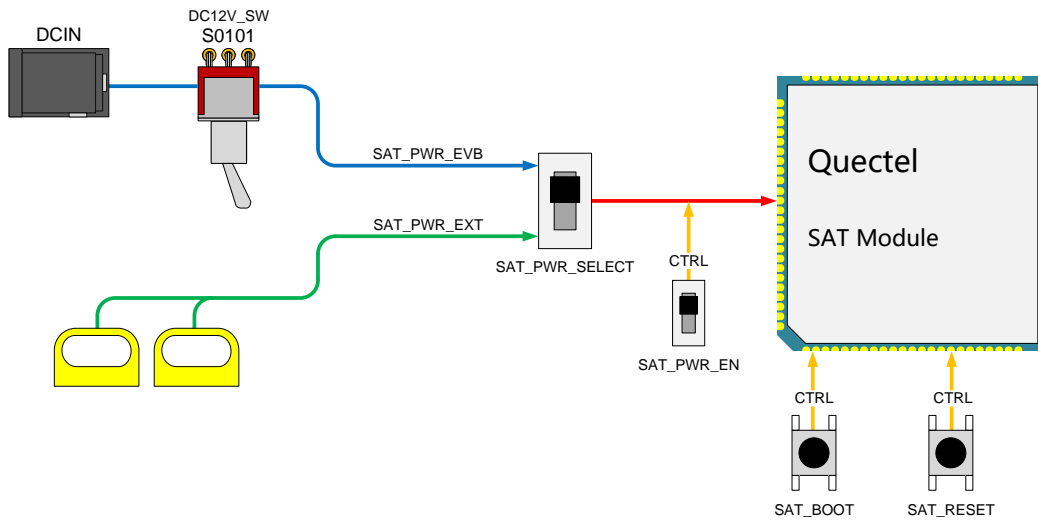 DC12V_SW
DCIN
S0101
SAT_PWR_EVB
Quectel
SAT_PWR_EXT
SAT Module
CTRL
SAT_PWR_SELECT
SAT_PWR_EN
CTRL
CTRL
SAT_BOOT
SAT_RESET